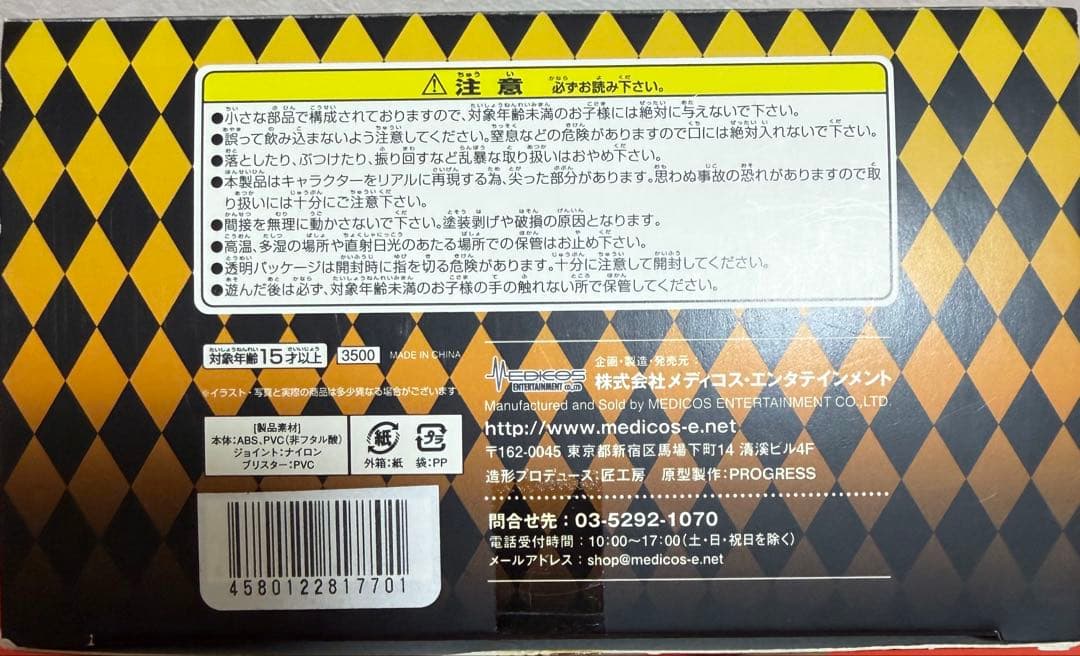 注意 必ずお読み下さい。
●小さな部品で構成されておりますので、対象年齢未満のお子様には絶対に与えないで下さい。
●誤って飲み込まないよう注意してください。窒息などの危険がありますので口には絶対入れないで下さい。
●落としたり、ぶつけたり、振り回すなど乱暴な取り扱いはおやめ下さい。
●本製品はキャラクターをリアルに再現する為、尖った部分があります。思わぬ事故の恐れがありますので取
り扱いには十分にご注意下さい。
●間接を無理に動かさないで下さい。塗装剥げや破損の原因となります。
●高温、多湿の場所や直射日光のあたる場所での保管はお止め下さい。
●透明パッケージは開封時に指を切る危険があります。十分に注意して開封してください。
●遊んだ後は必ず、対象年齢未満のお子様の手の触れない所で保管してください。
対象年齢15才以上 3500 MADE IN CHINA
※イラスト・写真と実際の商品は多少異なる場合がございます
[製品素材]
本体:ABS、PVC(非フタル酸)
ジョイント:ナイロン
ブリスター:PVC
紙
外箱:紙
プラ
袋:PP
4580122817701
MEDICOS
ENTERTAINMENT CO.,LTD
企画・製造・発売元:
株式会社メディコス・エンタテインメント
Manufactured and Sold by MEDICOS ENTERTAINMENT CO.,LTD.
http://www.medicos-e.net
〒162-0045 東京都新宿区馬場下町14 清溪ビル4F
造形プロデュース:匠工房 原型製作:PROGRESS
問合せ先:03-5292-1070
電話受付時間:10:00〜17:00(土・日・祝日を除く)
メールアドレス:shop@medicos-e.net
1